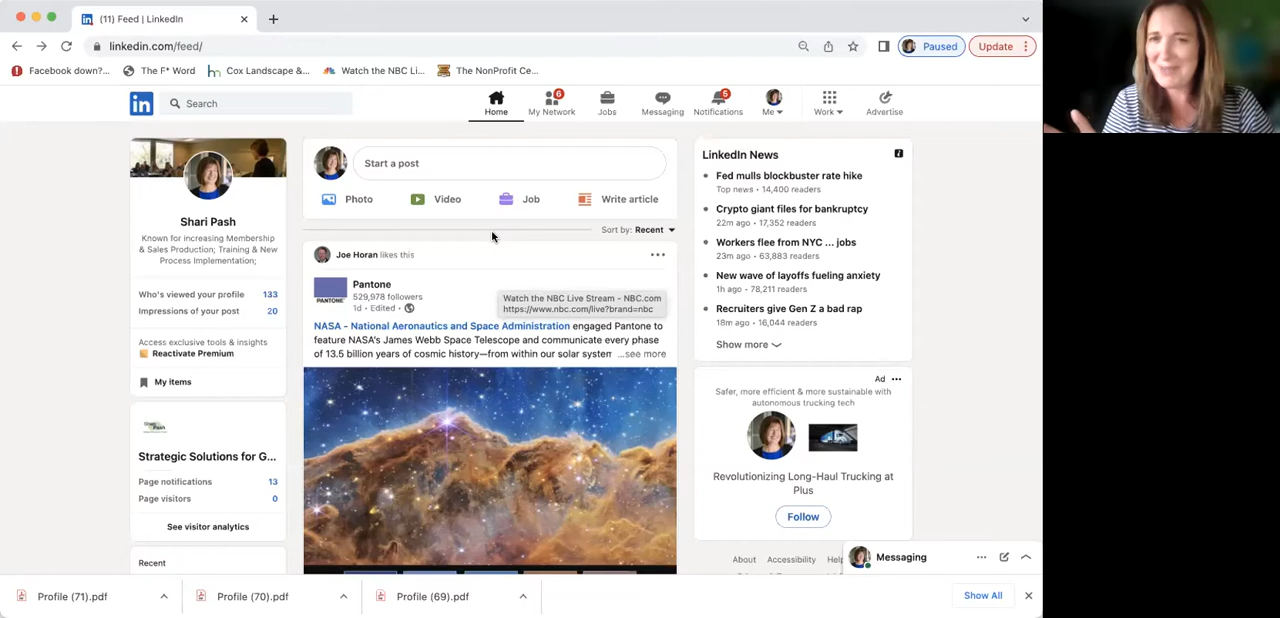 (11) Feed | LinkedIn
linkedin.com/feed/
Paused
Update
Facebook down?...
The F* Word
Cox Landscape &...
Watch the NBC Li...
The NonProfit Ce...
in
Search
Home
6
My Network
Jobs
Messaging
5
Notifications
Me
Work
Advertise
Shari Pash
Known for increasing Membership
& Sales Production; Training & New
Process Implementation;
Who's viewed your profile 133
Impressions of your post 20
Access exclusive tools & insights
Reactivate Premium
My items
Shari Pash
Strategic Solutions for G...
Page notifications 13
Page visitors 0
See visitor analytics
Recent
Start a post
Photo
Video
Job
Write article
Sort by: Recent
Joe Horan likes this
PANTONE
Pantone
529,978 followers
1d • Edited •
Watch the NBC Live Stream - NBC.com
https://www.nbc.com/live?brand=nbc
NASA - National Aeronautics and Space Administration engaged Pantone to
feature NASA's James Webb Space Telescope and communicate every phase
of 13.5 billion years of cosmic history—from within our solar system ...see more
LinkedIn News
Fed mulls blockbuster rate hike
Top news • 14,400 readers
Crypto giant files for bankruptcy
22m ago • 17,352 readers
Workers flee from NYC ... jobs
23m ago • 63,883 readers
New wave of layoffs fueling anxiety
1h ago • 78,211 readers
Recruiters give Gen Z a bad rap
18m ago • 16,044 readers
Show more
Ad
Safer, more efficient & more sustainable with
autonomous trucking tech
Revolutionizing Long-Haul Trucking at
Plus
Follow
About
Accessibility
Help
Messaging
Profile (71).pdf
Profile (70).pdf
Profile (69).pdf
Show All